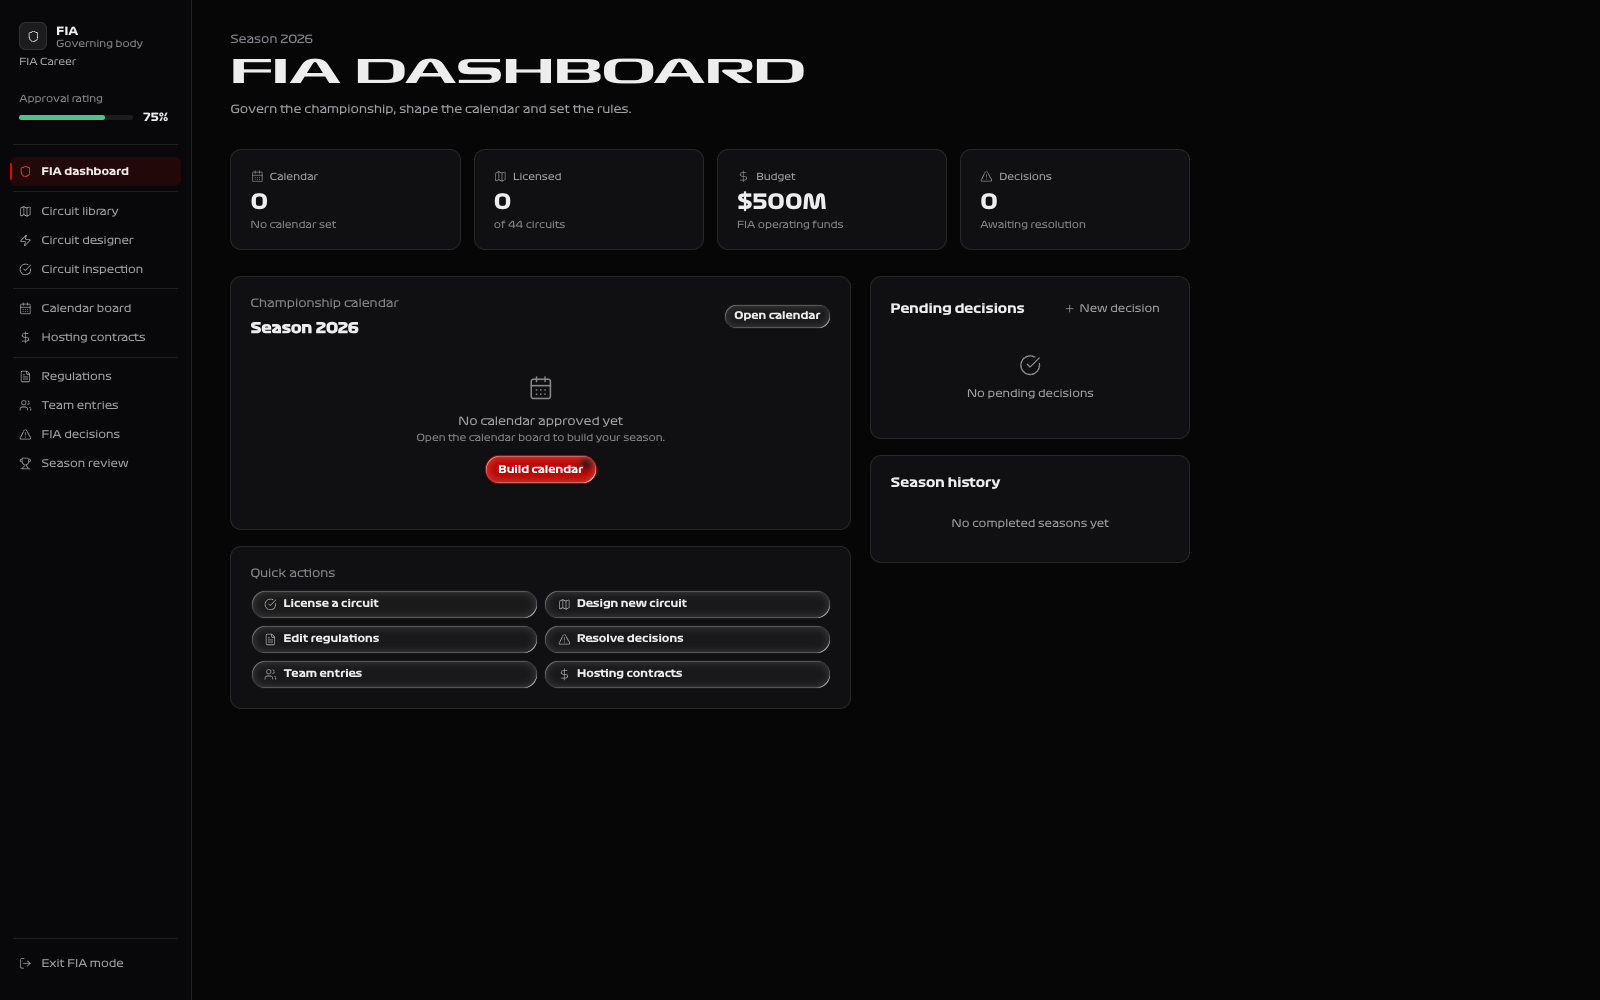 FIA
Governing body
FIA Career
Approval rating
75%
FIA dashboard
Circuit library
Circuit designer
Circuit inspection
Calendar board
Hosting contracts
Regulations
Team entries
FIA decisions
Season review
Exit FIA mode
Season 2026
FIA DASHBOARD
Govern the championship, shape the calendar and set the rules.
Calendar
0
No calendar set
Licensed
0
of 44 circuits
Budget
$500M
FIA operating funds
Decisions
0
Awaiting resolution
Championship calendar
Season 2026
Open calendar
No calendar approved yet
Open the calendar board to build your season.
Build calendar
Quick actions
License a circuit
Design new circuit
Edit regulations
Resolve decisions
Team entries
Hosting contracts
Pending decisions
+ New decision
No pending decisions
Season history
No completed seasons yet